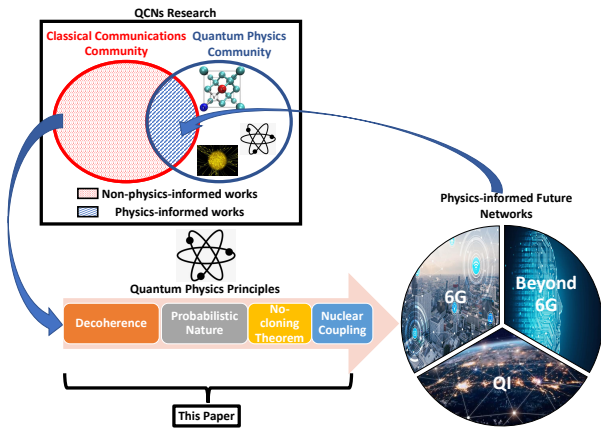 QCNs Research
Classical Communications
Community
Quantum Physics
Community
Non-physics-informed works
Physics-informed works
Quantum Physics Principles
Decoherence
Probabilistic
Nature
No-
cloning
Theorem
Nuclear
Coupling
This Paper
Physics-informed Future
Networks
6G
Beyond
6G
QI